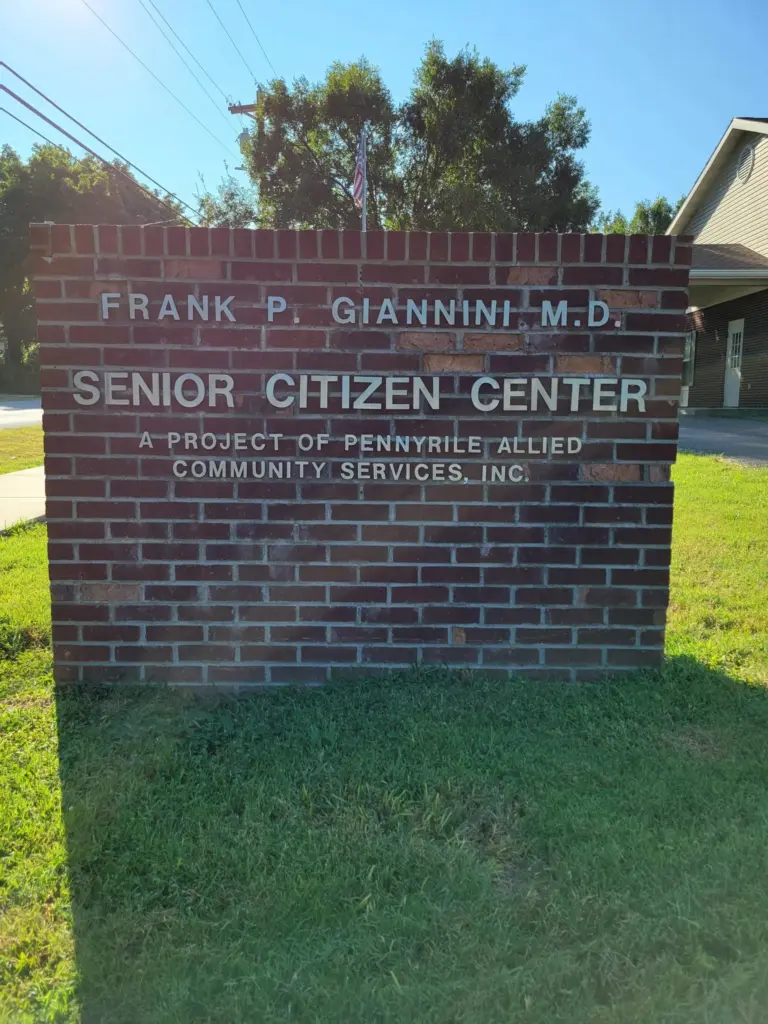 FRANK P. GIANNINI M.D.
SENIOR CITIZEN CENTER
A PROJECT OF PENNYRILE ALLIED
COMMUNITY SERVICES, INC.